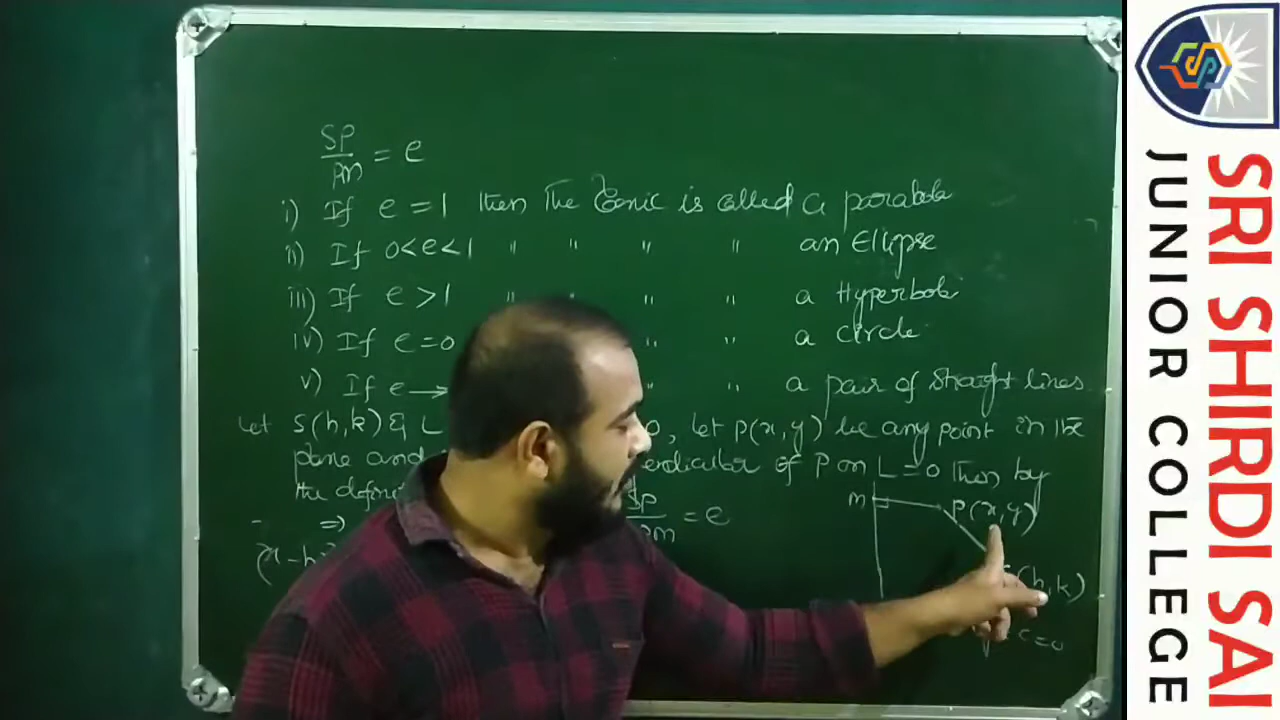 SP/PM = e
i) If e = 1 then the Conic is called a parabola
ii) If 0<e<1 " " " " an Ellipse
iii) If e > 1 " " " " a Hyperbola
iv) If e = 0 " " a circle
v) If e → " " a pair of straight lines.
Let S(h,k) & L 0, let P(x,y) be any point in the
plane and of P on L = 0 Then by
the
M P(x,y)
⇒ SP/PM = e
(h,k)
(x-h)
c = 0
SRI SHIRDI SAI
JUNIOR COLLEGE